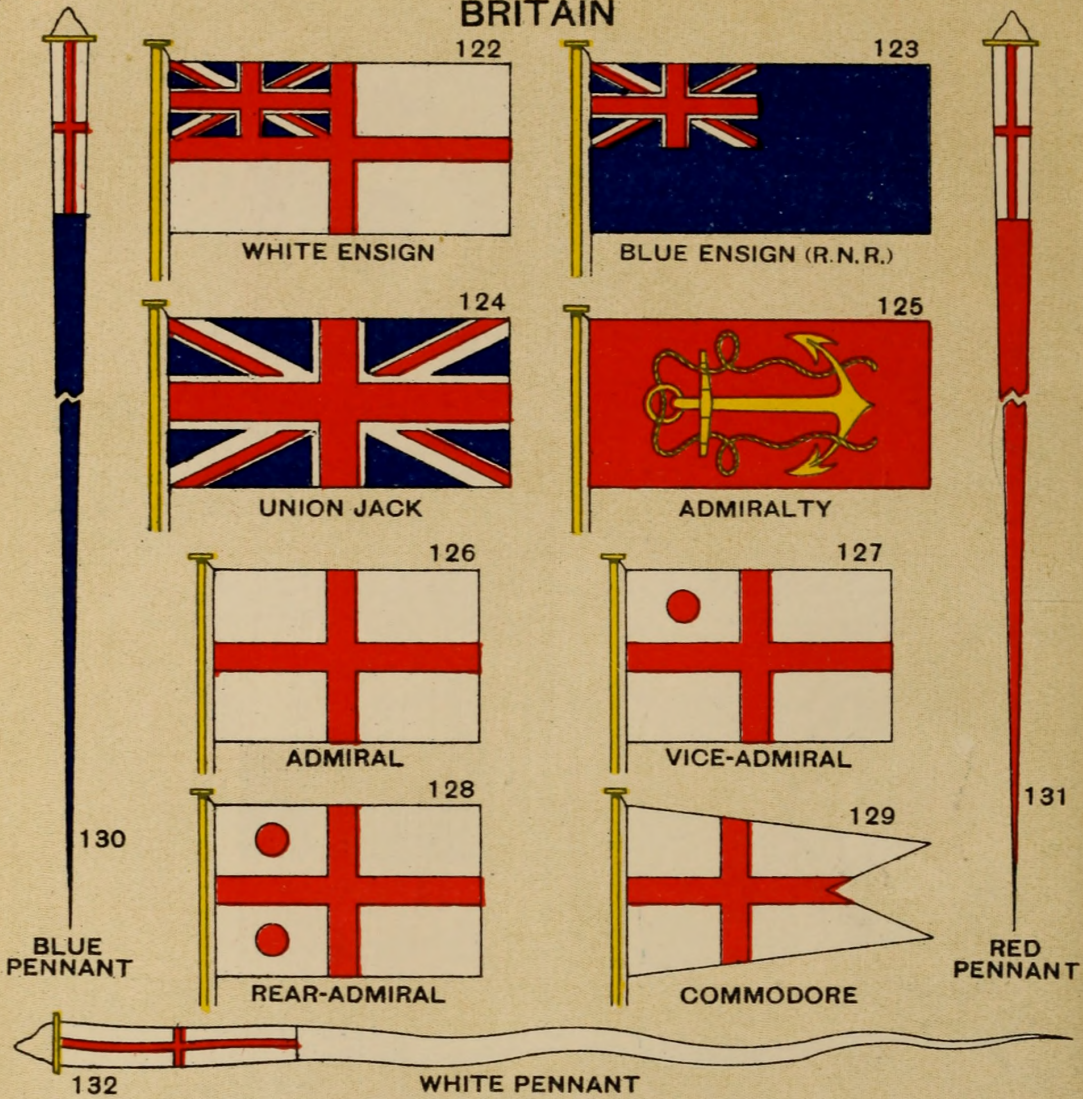 BRITAIN
122
WHITE ENSIGN
123
BLUE ENSIGN (R.N.R.)
124
UNION JACK
125
ADMIRALTY
126
ADMIRAL
127
VICE-ADMIRAL
128
REAR-ADMIRAL
129
COMMODORE
130
BLUE
PENNANT
131
RED
PENNANT
132
WHITE PENNANT